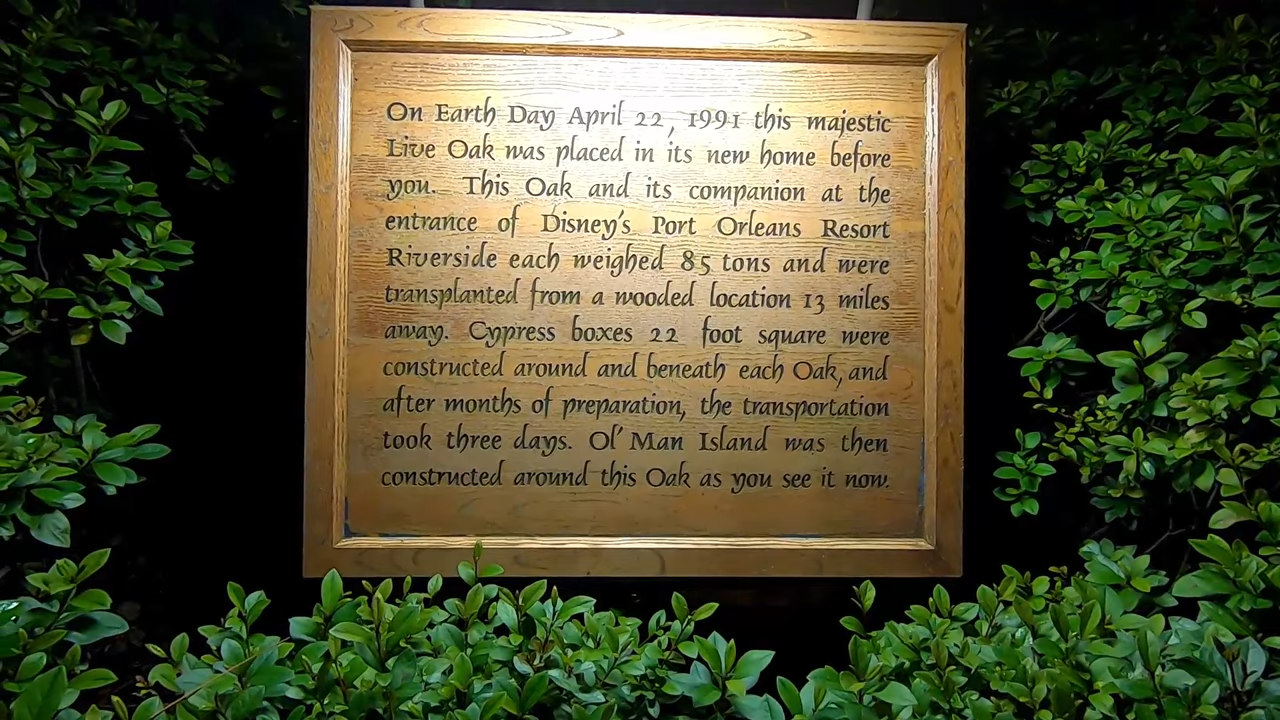 On Earth Day April 22, 1991 this majestic
Live Oak was placed in its new home before
you. This Oak and its companion at the
entrance of Disney's Port Orleans Resort
Riverside each weighed 85 tons and were
transplanted from a wooded location 13 miles
away. Cypress boxes 22 foot square were
constructed around and beneath each Oak, and
after months of preparation, the transportation
took three days. Ol' Man Island was then
constructed around this Oak as you see it now.